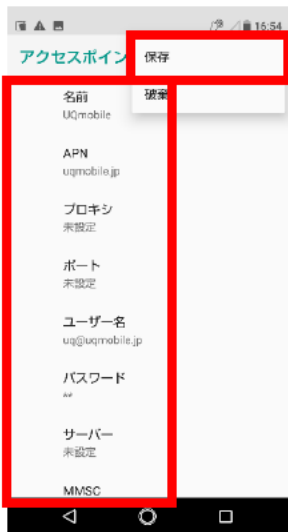 16:54
アクセスポイン
保存
破棄
名前
UQmobile
APN
uqmobile.jp
プロキシ
未設定
ポート
未設定
ユーザー名
uq@uqmobile.jp
パスワード
**
サーバー
未設定
MMSC